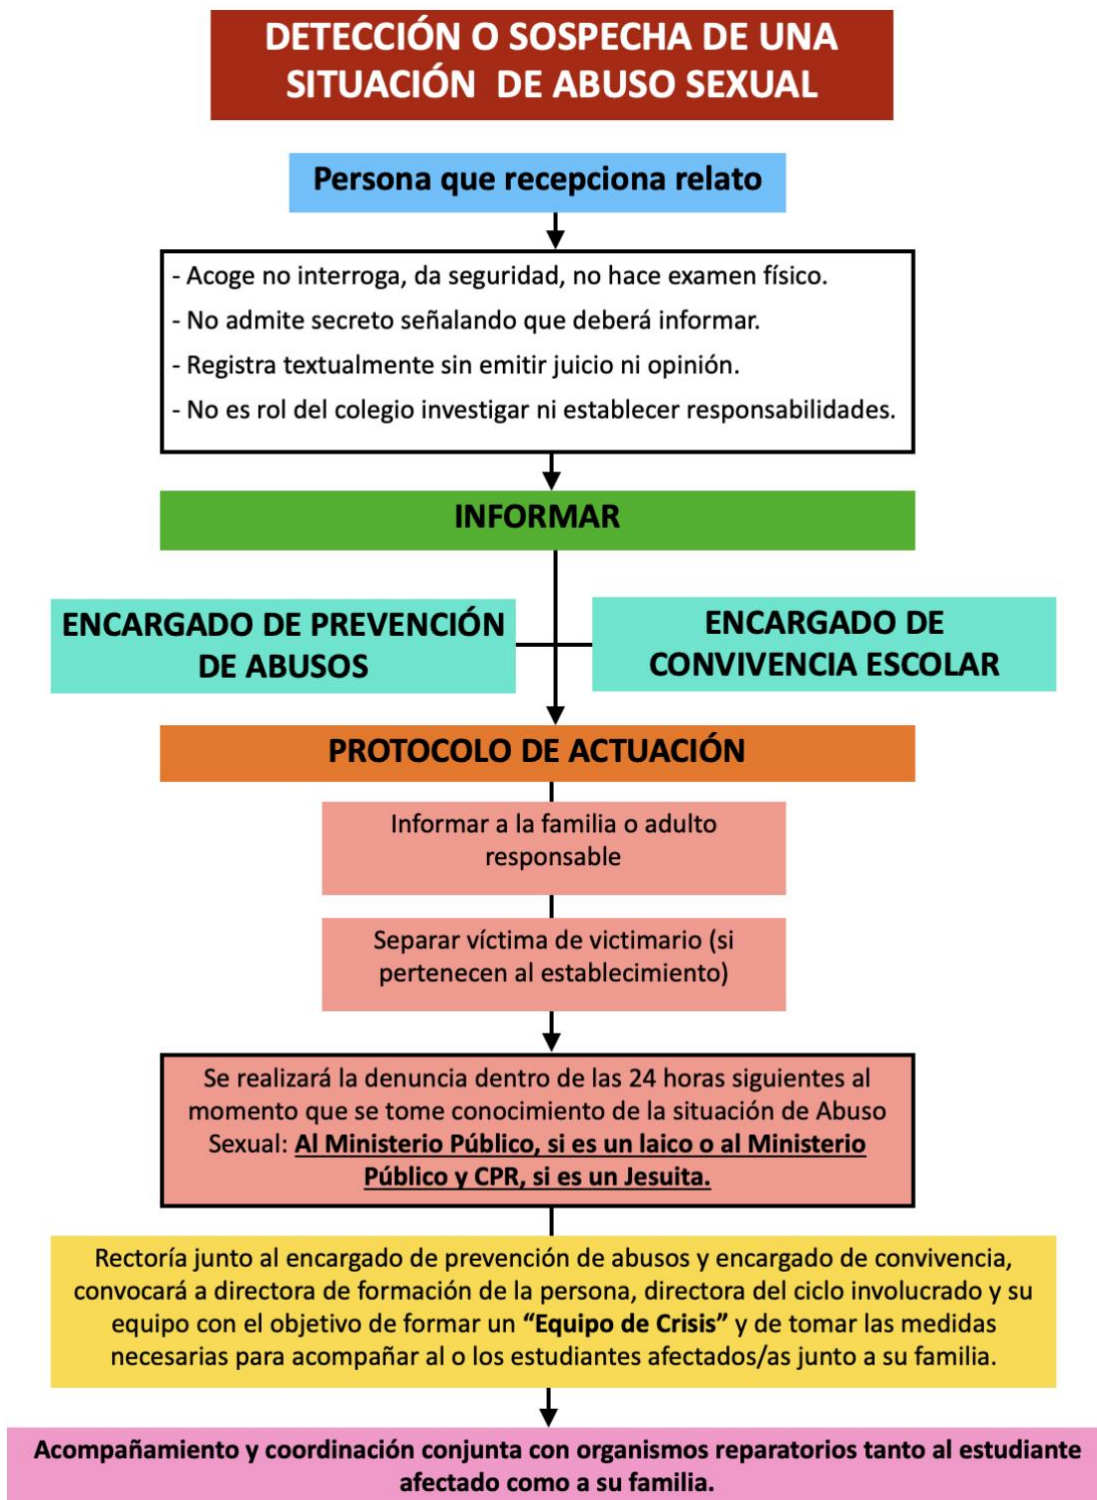 DETECCIÓN O SOSPECHA DE UNA
SITUACIÓN DE ABUSO SEXUAL
Persona que recepciona relato
- Acoge no interroga, da seguridad, no hace examen físico.
- No admite secreto señalando que deberá informar.
- Registra textualmente sin emitir juicio ni opinión.
- No es rol del colegio investigar ni establecer responsabilidades.
INFORMAR
ENCARGADO DE PREVENCIÓN
DE ABUSOS
ENCARGADO DE
CONVIVENCIA ESCOLAR
PROTOCOLO DE ACTUACIÓN
Informar a la familia o adulto
responsable
Separar víctima de victimario (si
pertenecen al establecimiento)
Se realizará la denuncia dentro de las 24 horas siguientes al
momento que se tome conocimiento de la situación de Abuso
Sexual: Al Ministerio Público, si es un laico o al Ministerio
Público y CPR, si es un Jesuita.
Rectoría junto al encargado de prevención de abusos y encargado de convivencia,
convocará a directora de formación de la persona, directora del ciclo involucrado y su
equipo con el objetivo de formar un “Equipo de Crisis” y de tomar las medidas
necesarias para acompañar al o los estudiantes afectados/as junto a su familia.
Acompañamiento y coordinación conjunta con organismos reparatorios tanto al estudiante
afectado como a su familia.